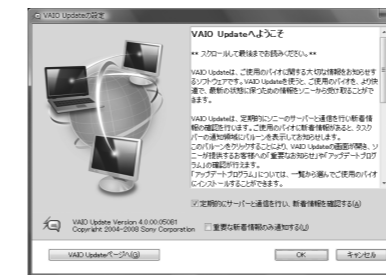 VAIO Updateの設定
VAIO Updateへようこそ
** スクロールして最後までお読みください。**
VAIO Updateは、ご使用のバイオに関する大切な情報をお知らせす
るソフトウェアです。VAIO Updateを使うと、ご使用のバイオを、より快
適で、最新の状態に保つための情報をソニーから受け取ることがで
きます。
VAIO Updateは、定期的にソニーのサーバーと通信を行い新着情
報の確認を行います。ご使用のバイオに新着情報があると、タスク
バーの通知領域にバルーンを表示してお知らせします。
このバルーンをクリックすることにより、VAIO Updateの画面が開き、ソ
ニーが提供するお客様への「重要なお知らせ」や「アップデートプログ
ラム」の確認が行えます。
「アップデートプログラム」については、一覧から選んでご使用のバイオ
にインストールすることができます。
定期的にサーバーと通信を行い、新着情報を確認する(A)
重要な新着情報のみ通知する(J)
VAIO Update Version 4.0.00.05081
Copyright 2004-2008 Sony Corporation
VAIO Updateページへ(G)
OK
キャンセル